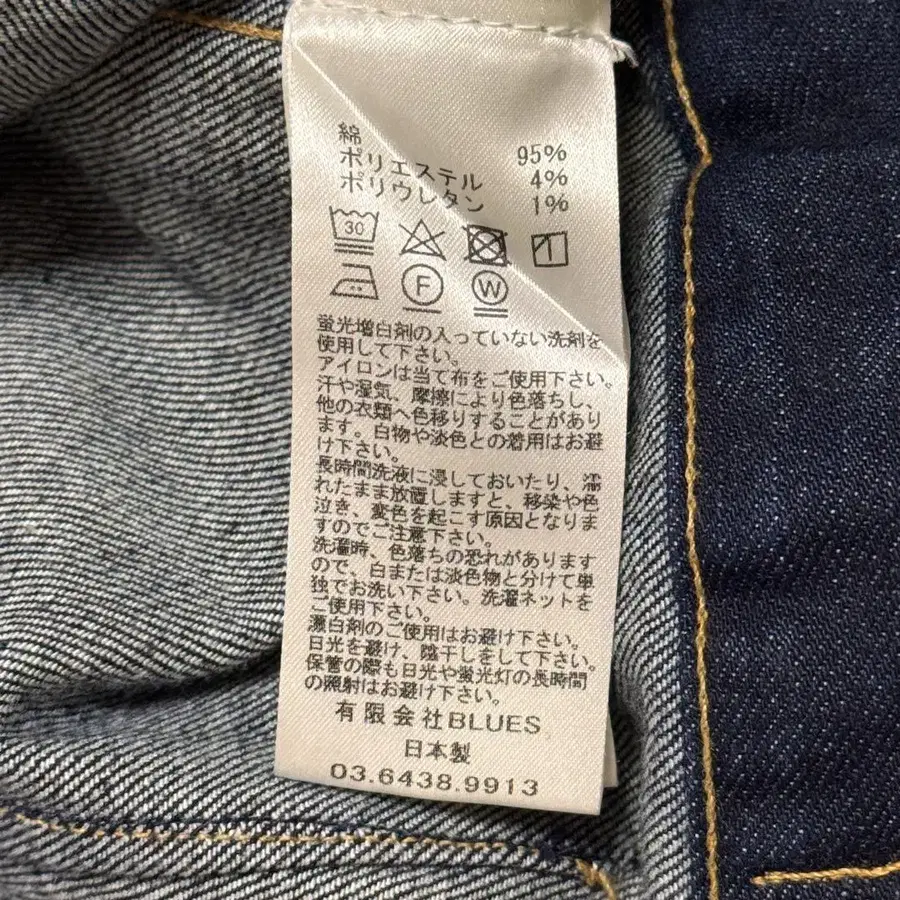 綿 95%
ポリエステル 4%
ポリウレタン 1%
30
F W
蛍光増白剤の入っていない洗剤を
使用して下さい。
アイロンは当て布をご使用下さい。
汗や湿気、摩擦により色落ちし、
他の衣類へ色移りすることがあり
ます。白物や淡色との着用はお避
け下さい。
長時間洗液に浸しておいたり、濡
れたまま放置しますと、移染や色
泣き、変色を起こす原因となりま
すのでご注意下さい。
洗濯時、色落ちの恐れがあります
ので、白または淡色物と分けて単
独でお洗い下さい。洗濯ネットを
ご使用下さい。
漂白剤のご使用はお避け下さい。
日光を避け、陰干しをして下さい。
保管の際も日光や蛍光灯の長時間
の照射はお避け下さい。
有限会社BLUES
日本製
03.6438.9913